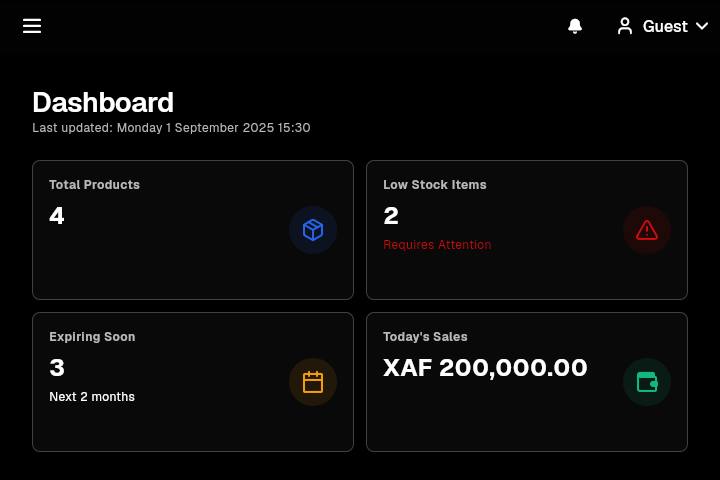 Guest
Dashboard
Last updated: Monday 1 September 2025 15:30
Total Products
4
Low Stock Items
2
Requires Attention
Expiring Soon
3
Next 2 months
Today's Sales
XAF 200,000.00